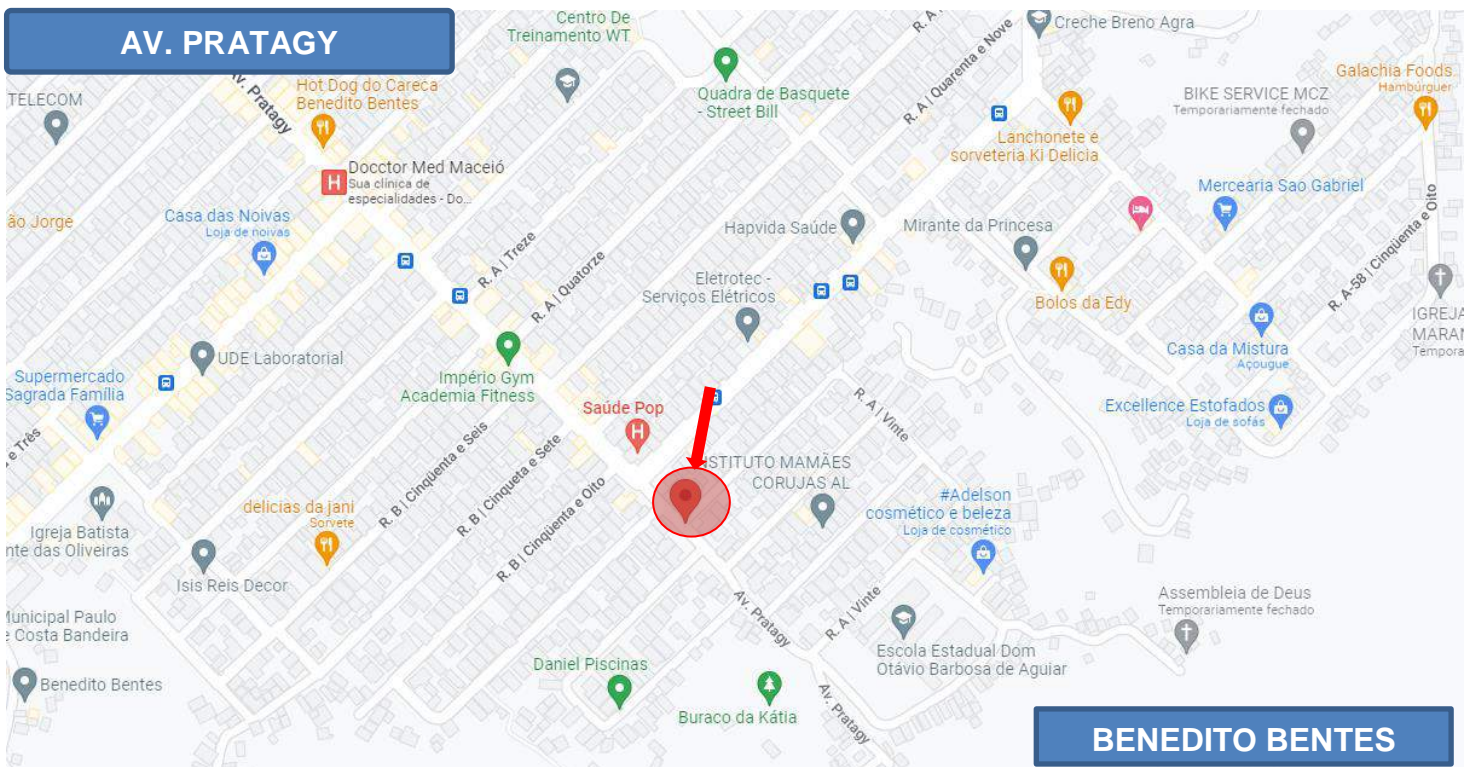 AV. PRATAGY
BENEDITO BENTES
Centro De
Treinamento WT
Creche Breno Agra
R. A | Quarenta e Nove
R. A
TELECOM
Av. Pratagy
Hot Dog do Careca
Benedito Bentes
Quadra de Basquete
- Street Bill
BIKE SERVICE MCZ
Temporariamente fechado
Galachia Foods
Hambúrguer
Lanchonete e
sorveteria KI Delicia
Docctor Med Maceió
Sua clínica de
especialidades - Do...
ão Jorge
Casa das Noivas
Loja de noivas
R. A | Treze
R. A | Quatorze
Hapvida Saúde
Mirante da Princesa
Mercearia Sao Gabriel
R. A-58 | Cinqüenta e Oito
Eletrotec -
Serviços Elétricos
Bolos da Edy
IGREJA
MARAN
Tempora
UDE Laboratorial
Casa da Mistura
Açougue
Supermercado
Sagrada Família
Império Gym
Academia Fitness
Saúde Pop
R. A | Vinte
Excellence Estofados
Loja de sofás
e Três
R. B | Cinqüenta e Seis
R. B | Cinqueta e Sete
R. B | Cinqüenta e Oito
STITUTO MAMÃES
CORUJAS AL
delicias da jani
Sorvete
#Adelson
cosmético e beleza
Loja de cosmético
Igreja Batista
nte das Oliveiras
Isis Reis Decor
Municipal Paulo
e Costa Bandeira
Av. Pratagy
R. A | Vinte
Assembleia de Deus
Temporariamente fechado
Escola Estadual Dom
Otávio Barbosa de Aguiar
Benedito Bentes
Daniel Piscinas
Buraco da Kátia
Av. Pratagy